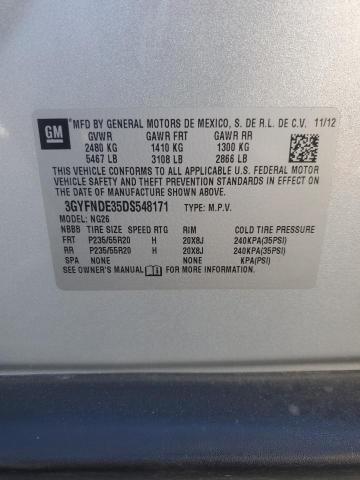 GM
MFD BY GENERAL MOTORS DE MEXICO, S. DE R.L. DE C.V. 11/12
GVWR GAWR FRT GAWR RR
2480 KG 1410 KG 1300 KG
5467 LB 3108 LB 2866 LB
THIS VEHICLE CONFORMS TO ALL APPLICABLE U.S. FEDERAL MOTOR
VEHICLE SAFETY, BUMPER, AND THEFT PREVENTION STANDARDS IN EFFECT ON
THE DATE OF MANUFACTURE SHOWN ABOVE.
3GYFNDE35DS548171 TYPE: M.P.V.
MODEL: NG26
NBBB TIRE SIZE SPEED RTG RIM COLD TIRE PRESSURE
FRT P235/55R20 H 20X8J 240KPA(35PSI)
RR P235/55R20 H 20X8J 240KPA(35PSI)
SPA NONE NONE KPA(PSI)
SEE OWNER'S MANUAL FOR ADDITIONAL INFORMATION.